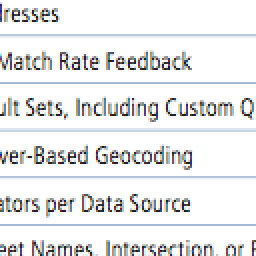 dresses
Match Rate Feedback
ult Sets, Including Custom Q
ver-Based Geocoding
ators per Data Source
eet Names, Intersection, or P